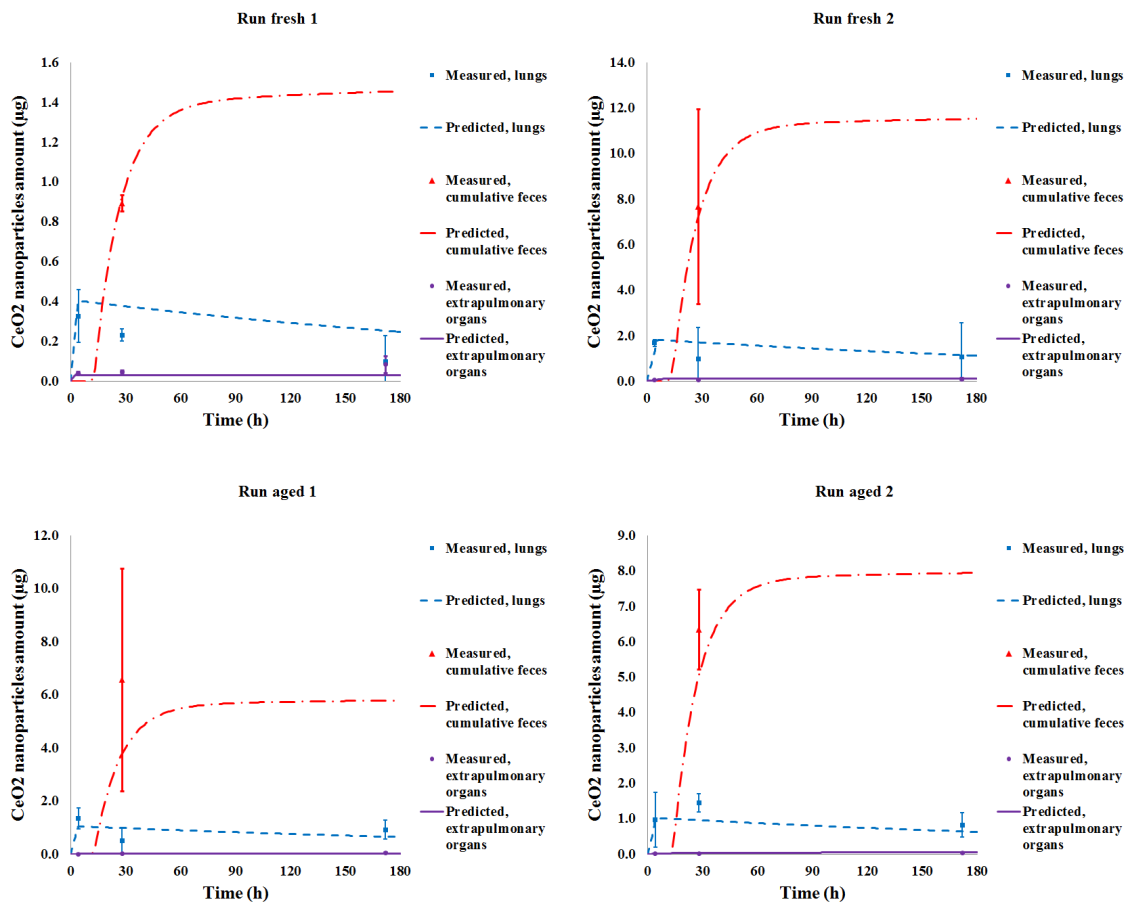 Run fresh 1
CeO2 nanoparticles amount (µg)
1.6
1.4
1.2
1.0
0.8
0.6
0.4
0.2
0.0
0
30
60
90
120
150
180
Time (h)
Measured, lungs
Predicted, lungs
Measured,
cumulative feces
Predicted,
cumulative feces
Measured,
extrapulmonary
organs
Predicted,
extrapulmonary
organs
Run fresh 2
CeO2 nanoparticles amount (µg)
14.0
12.0
10.0
8.0
6.0
4.0
2.0
0.0
0
30
60
90
120
150
180
Time (h)
Measured, lungs
Predicted, lungs
Measured,
cumulative feces
Predicted,
cumulative feces
Measured,
extrapulmonary
organs
Predicted,
extrapulmonary
organs
Run aged 1
CeO2 nanoparticles amount (µg)
12.0
10.0
8.0
6.0
4.0
2.0
0.0
0
30
60
90
120
150
180
Time (h)
Measured, lungs
Predicted, lungs
Measured,
cumulative feces
Predicted,
cumulative feces
Measured,
extrapulmonary
organs
Predicted,
extrapulmonary
organs
Run aged 2
CeO2 nanoparticles amount (µg)
9.0
8.0
7.0
6.0
5.0
4.0
3.0
2.0
1.0
0.0
0
30
60
90
120
150
180
Time (h)
Measured, lungs
Predicted, lungs
Measured,
cumulative feces
Predicted,
cumulative feces
Measured,
extrapulmonary
organs
Predicted,
extrapulmonary
organs